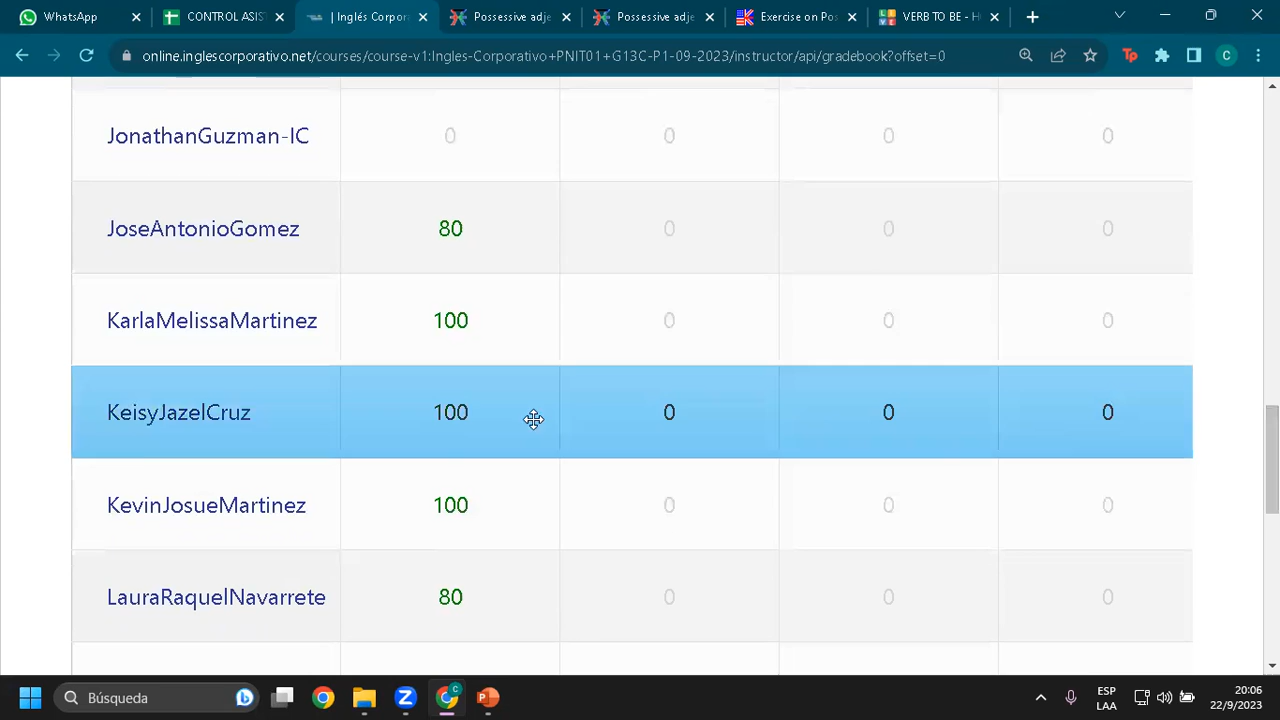 WhatsApp
CONTROL ASIS
| Inglés Corpor
Possessive adje
Possessive adje
Exercise on Pos
VERB TO BE - H
online.inglescorporativo.net/courses/course-v1:Ingles-Corporativo+PNIT01+G13C-P1-09-2023/instructor/api/gradebook?offset=0
Tp
C
JonathanGuzman-IC 0 0 0 0
JoseAntonioGomez 80 0 0 0
KarlaMelissaMartinez 100 0 0 0
KeisyJazelCruz 100 0 0 0
KevinJosueMartinez 100 0 0 0
LauraRaquelNavarrete 80 0 0 0
Búsqueda
ESP
LAA
20:06
22/9/2023